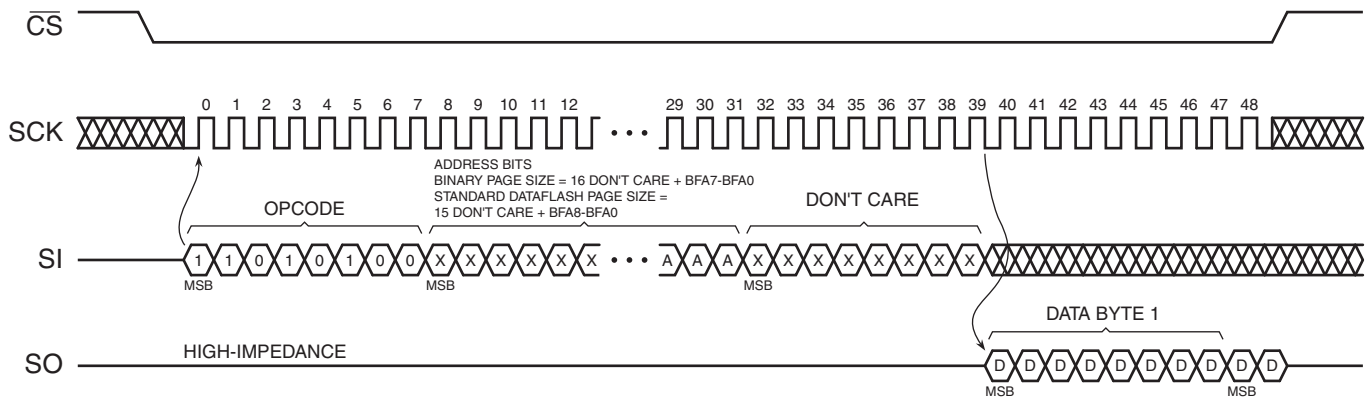 CS
0 1 2 3 4 5 6 7 8 9 10 11 12 29 30 31 32 33 34 35 36 37 38 39 40 41 42 43 44 45 46 47 48
SCK
ADDRESS BITS
BINARY PAGE SIZE = 16 DON'T CARE + BFA7-BFA0
STANDARD DATAFLASH PAGE SIZE =
15 DON'T CARE + BFA8-BFA0
OPCODE
DON'T CARE
SI
1 1 0 1 0 1 0 0 X X X X X X A A A X X X X X X X X
MSB MSB MSB
DATA BYTE 1
HIGH-IMPEDANCE
SO
D D D D D D D D D D
MSB MSB